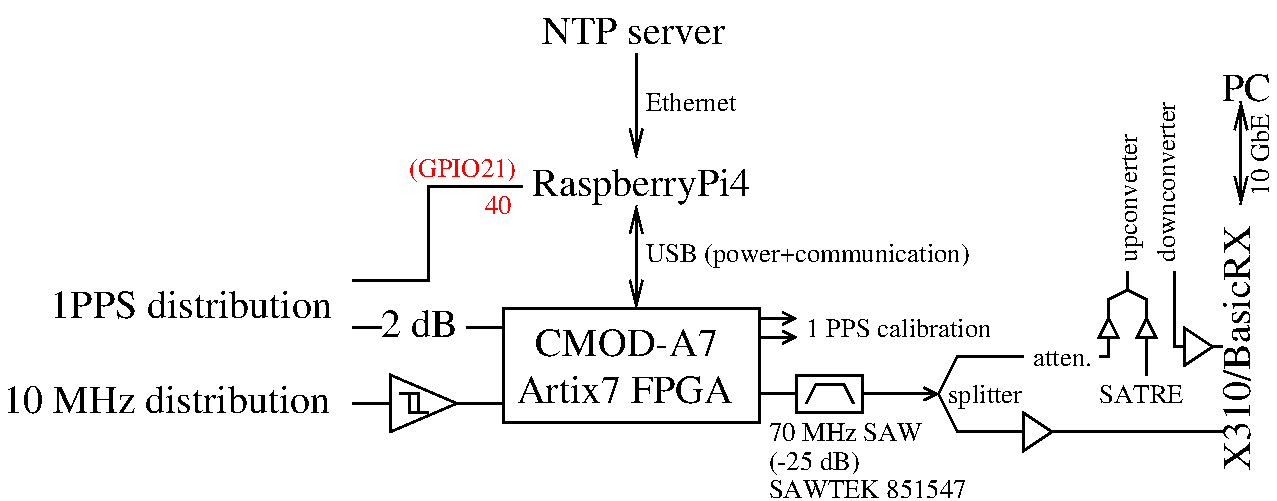 NTP server
Ethernet
PC
10 GbE
(GPIO21)
40
RaspberryPi4
upconverter
downconverter
USB (power+communication)
1PPS distribution
2 dB
CMOD-A7
Artix7 FPGA
1 PPS calibration
atten.
SATRE
splitter
X310/BasicRX
10 MHz distribution
70 MHz SAW
(-25 dB)
SAWTEK 851547